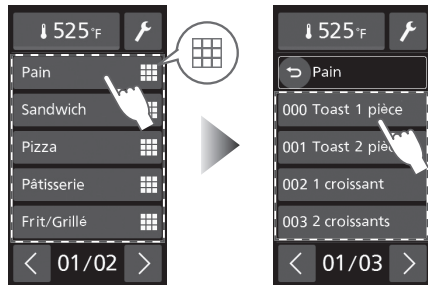 525°F
Pain
Sandwich
Pizza
Pâtisserie
Frit/Grillé
< 01/02 >
525°F
Pain
000 Toast 1 pièce
001 Toast 2
002 1 croissant
003 2 croissants
< 01/03 >